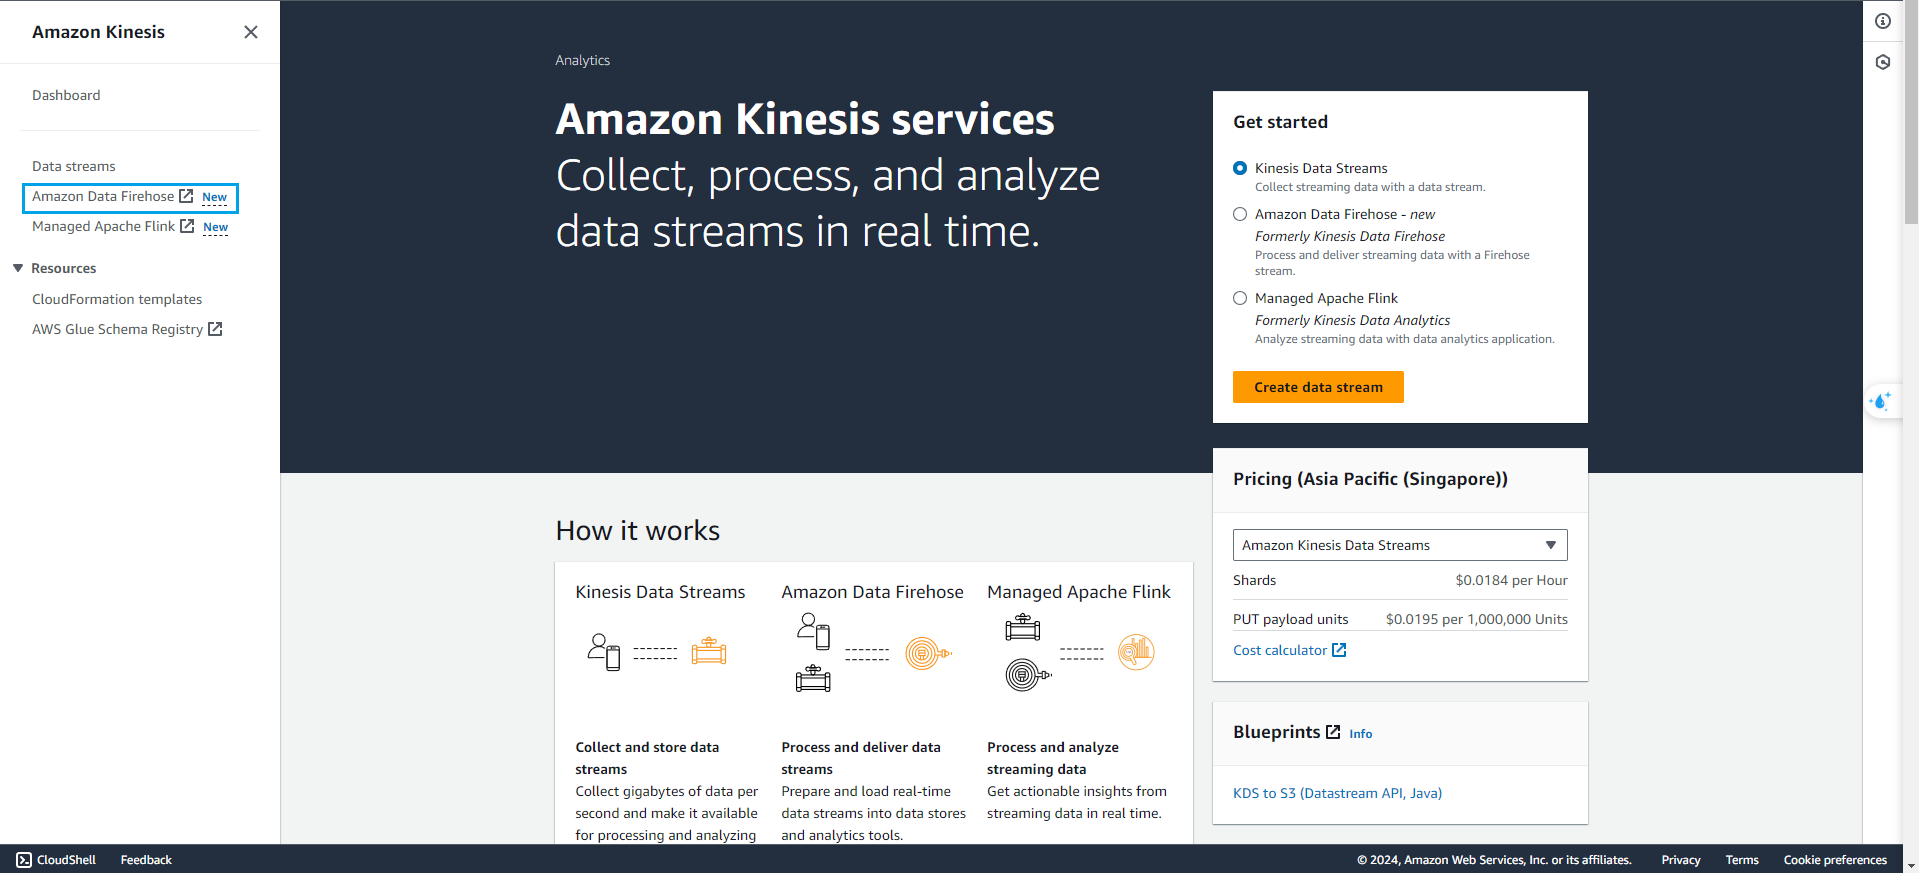 Amazon Kinesis
Dashboard
Data streams
Amazon Data Firehose New
Managed Apache Flink New
Resources
CloudFormation templates
AWS Glue Schema Registry
Analytics
Amazon Kinesis services
Collect, process, and analyze
data streams in real time.
Get started
Kinesis Data Streams
Collect streaming data with a data stream.
Amazon Data Firehose - new
Formerly Kinesis Data Firehose
Process and deliver streaming data with a Firehose
stream.
Managed Apache Flink
Formerly Kinesis Data Analytics
Analyze streaming data with data analytics application.
Create data stream
Pricing (Asia Pacific (Singapore))
Amazon Kinesis Data Streams
Shards $0.0184 per Hour
PUT payload units $0.0195 per 1,000,000 Units
Cost calculator
Blueprints Info
KDS to S3 (Datastream API, Java)
How it works
Kinesis Data Streams
Collect and store data
streams
Collect gigabytes of data per
second and make it available
for processing and analyzing
Amazon Data Firehose
Process and deliver data
streams
Prepare and load real-time
data streams into data stores
and analytics tools.
Managed Apache Flink
Process and analyze
streaming data
Get actionable insights from
streaming data in real time.
CloudShell Feedback © 2024, Amazon Web Services, Inc. or its affiliates. Privacy Terms Cookie preferences